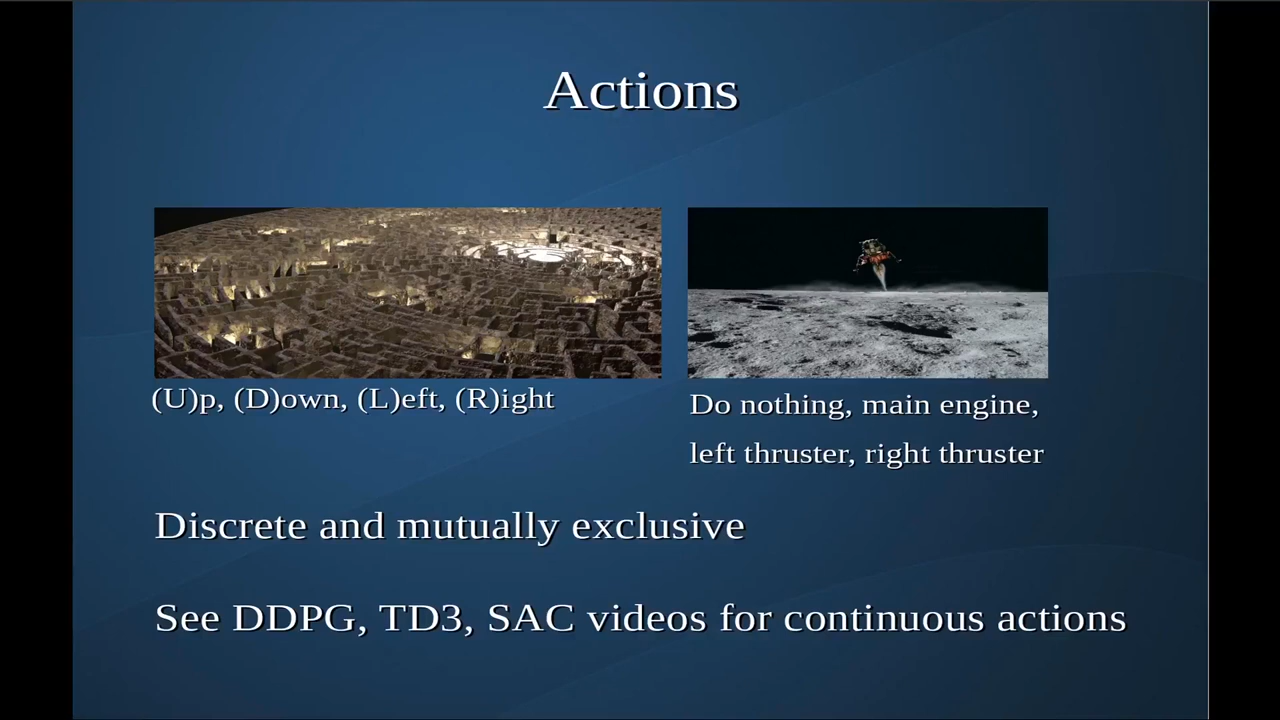 Actions
(U)p, (D)own, (L)eft, (R)ight
Do nothing, main engine,
left thruster, right thruster
Discrete and mutually exclusive
See DDPG, TD3, SAC videos for continuous actions